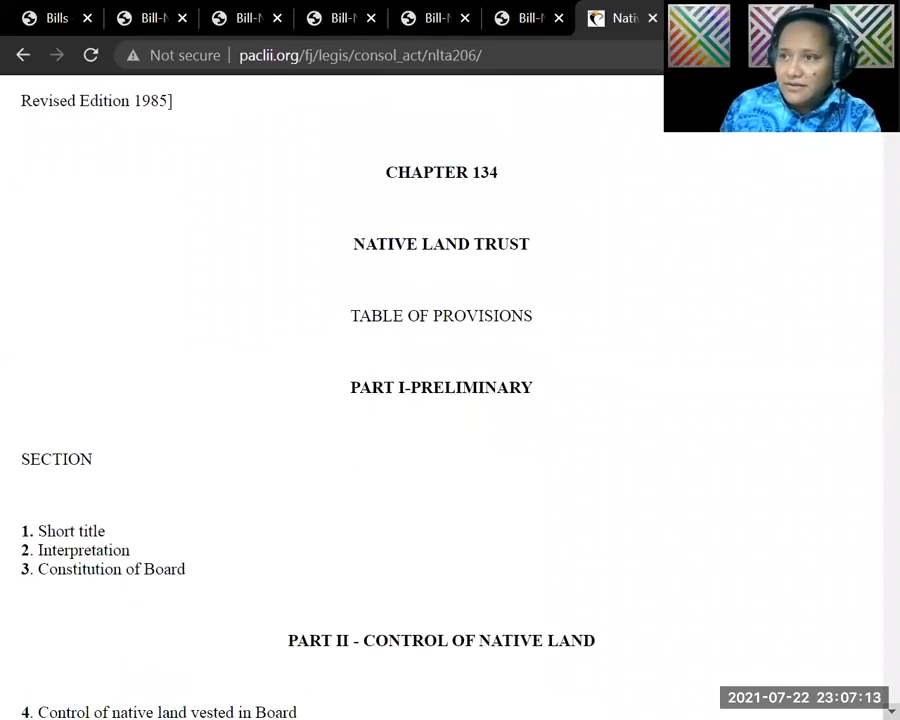 Bills
Bill-N
Bill-N
Bill-N
Bill-N
Bill-N
Nativ
Not secure
paclii.org/fj/legis/consol_act/nlta206/
Revised Edition 1985]
CHAPTER 134
NATIVE LAND TRUST
TABLE OF PROVISIONS
PART I-PRELIMINARY
SECTION
1. Short title
2. Interpretation
3. Constitution of Board
PART II - CONTROL OF NATIVE LAND
4. Control of native land vested in Board
2021-07-22 23:07:13